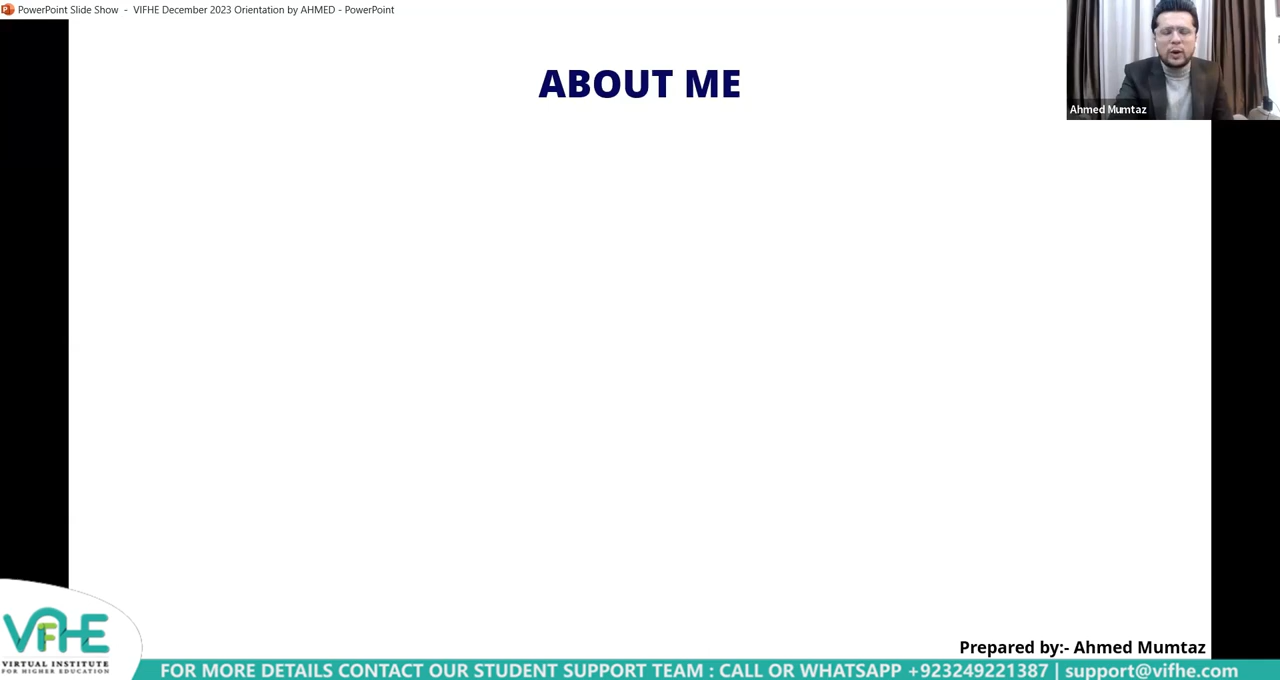 PowerPoint Slide Show - VIFHE December 2023 Orientation by AHMED - PowerPoint
ABOUT ME
Ahmed Mumtaz
Prepared by:- Ahmed Mumtaz
VIFHE
VIRTUAL INSTITUTE
FOR HIGHER EDUCATION
FOR MORE DETAILS CONTACT OUR STUDENT SUPPORT TEAM : CALL OR WHATSAPP +923249221387 | support@vifhe.com